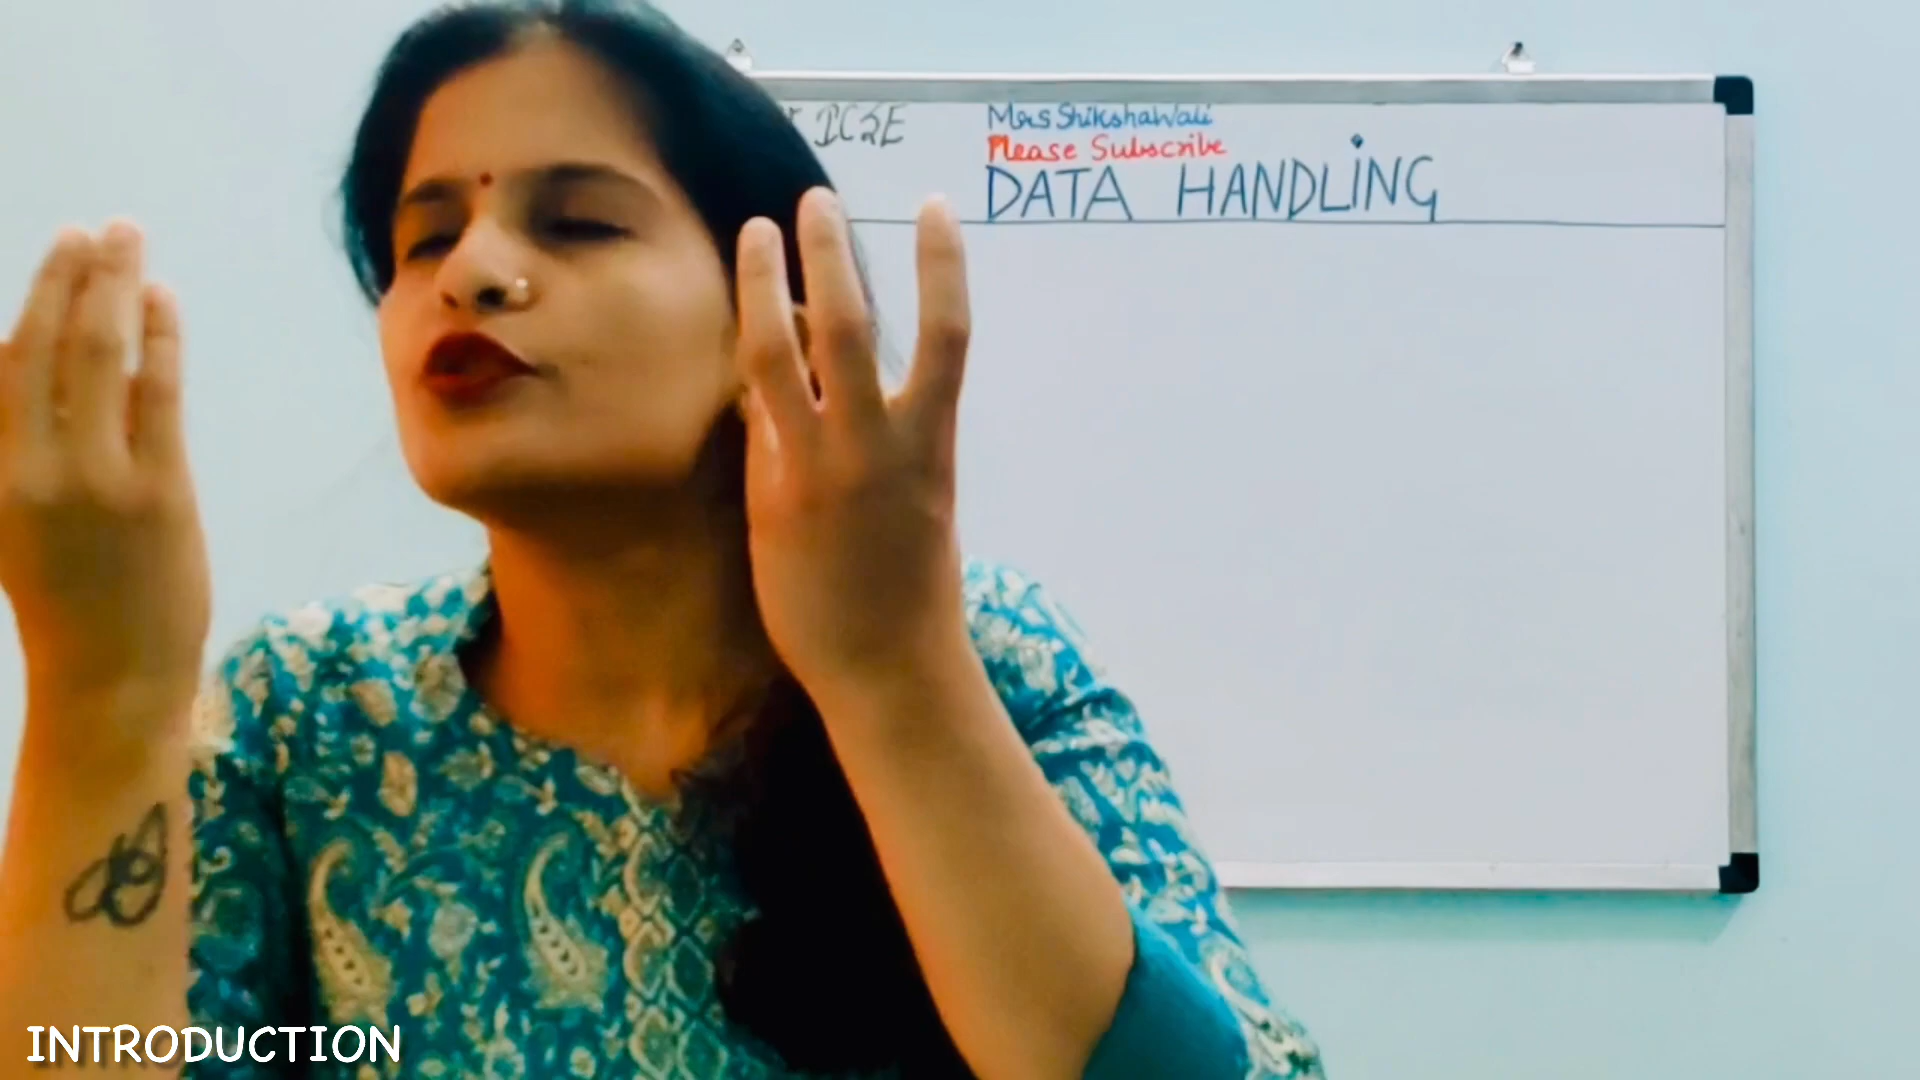 ICSE
Mrs ShikshaWali
Please Subscribe
DATA HANDLING
INTRODUCTION